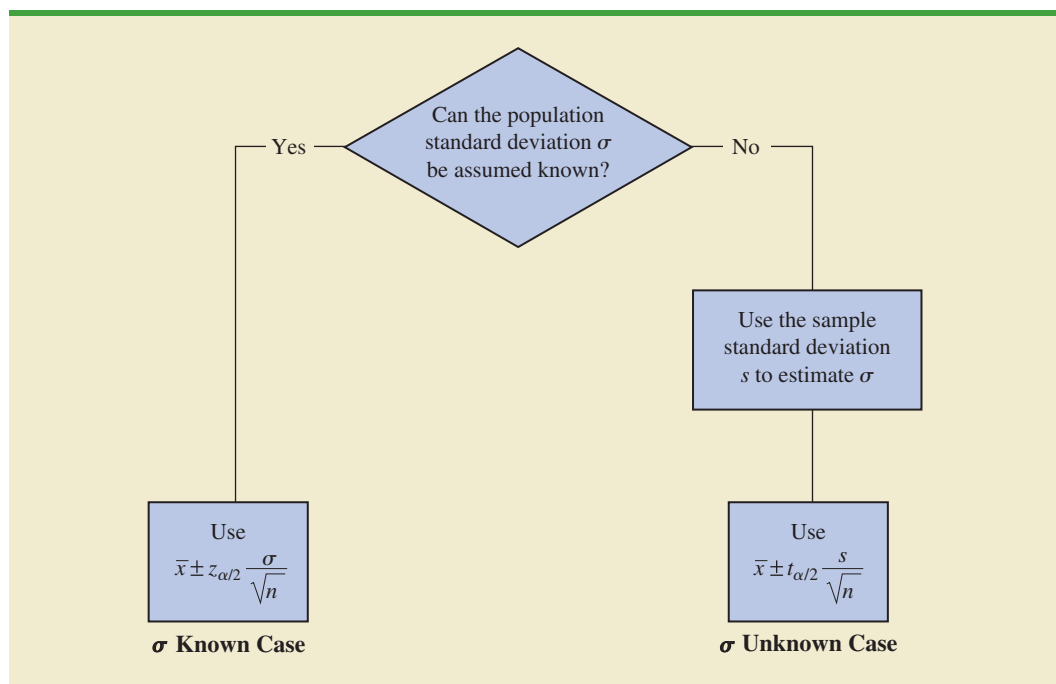 Can the population
standard deviation σ
be assumed known?
Yes
No
Use the sample
standard deviation
s to estimate σ
Use
x̄ ± z_{α/2} σ/√n
σ Known Case
Use
x̄ ± t_{α/2} s/√n
σ Unknown Case